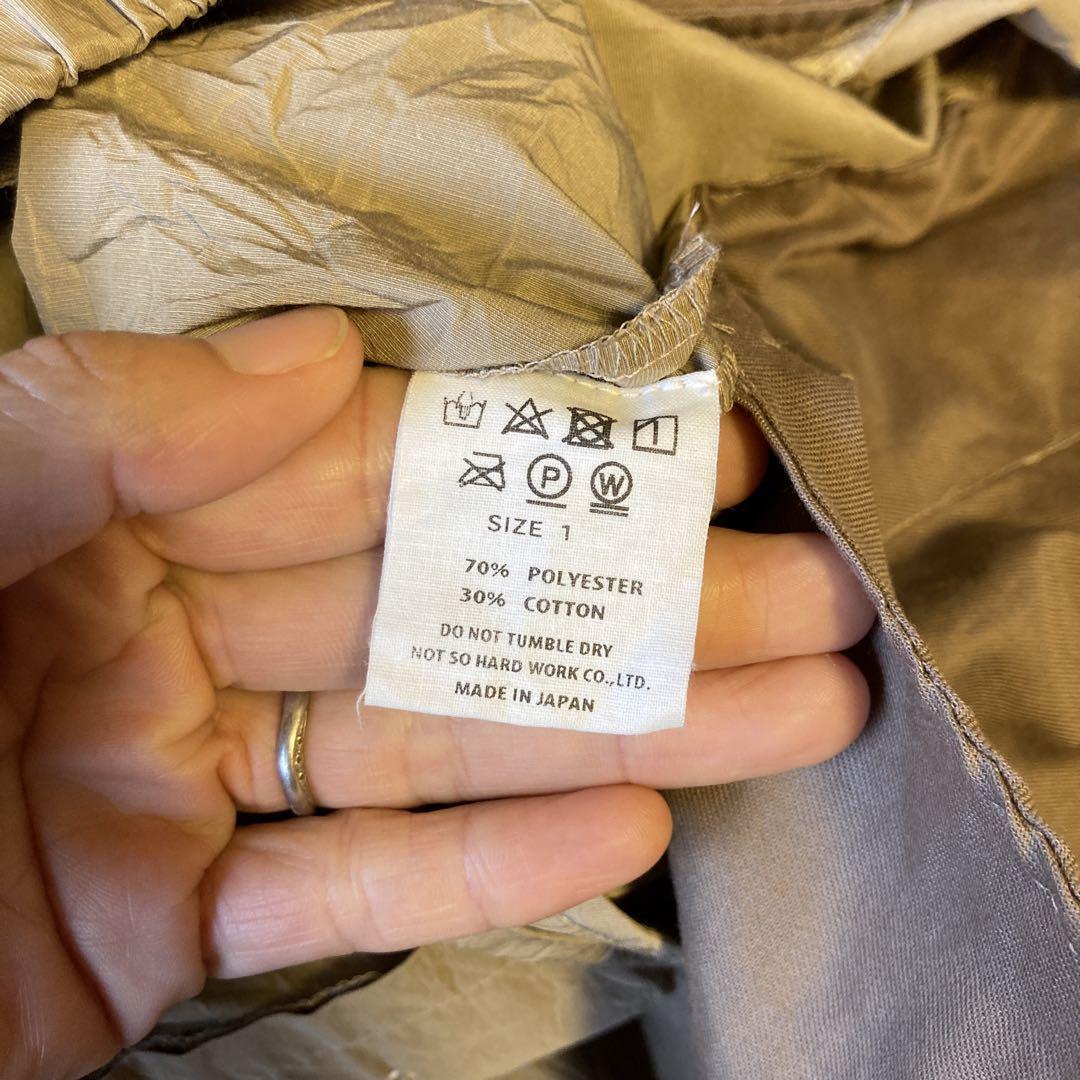 P W
SIZE 1
70% POLYESTER
30% COTTON
DO NOT TUMBLE DRY
NOT SO HARD WORK CO.,LTD.
MADE IN JAPAN